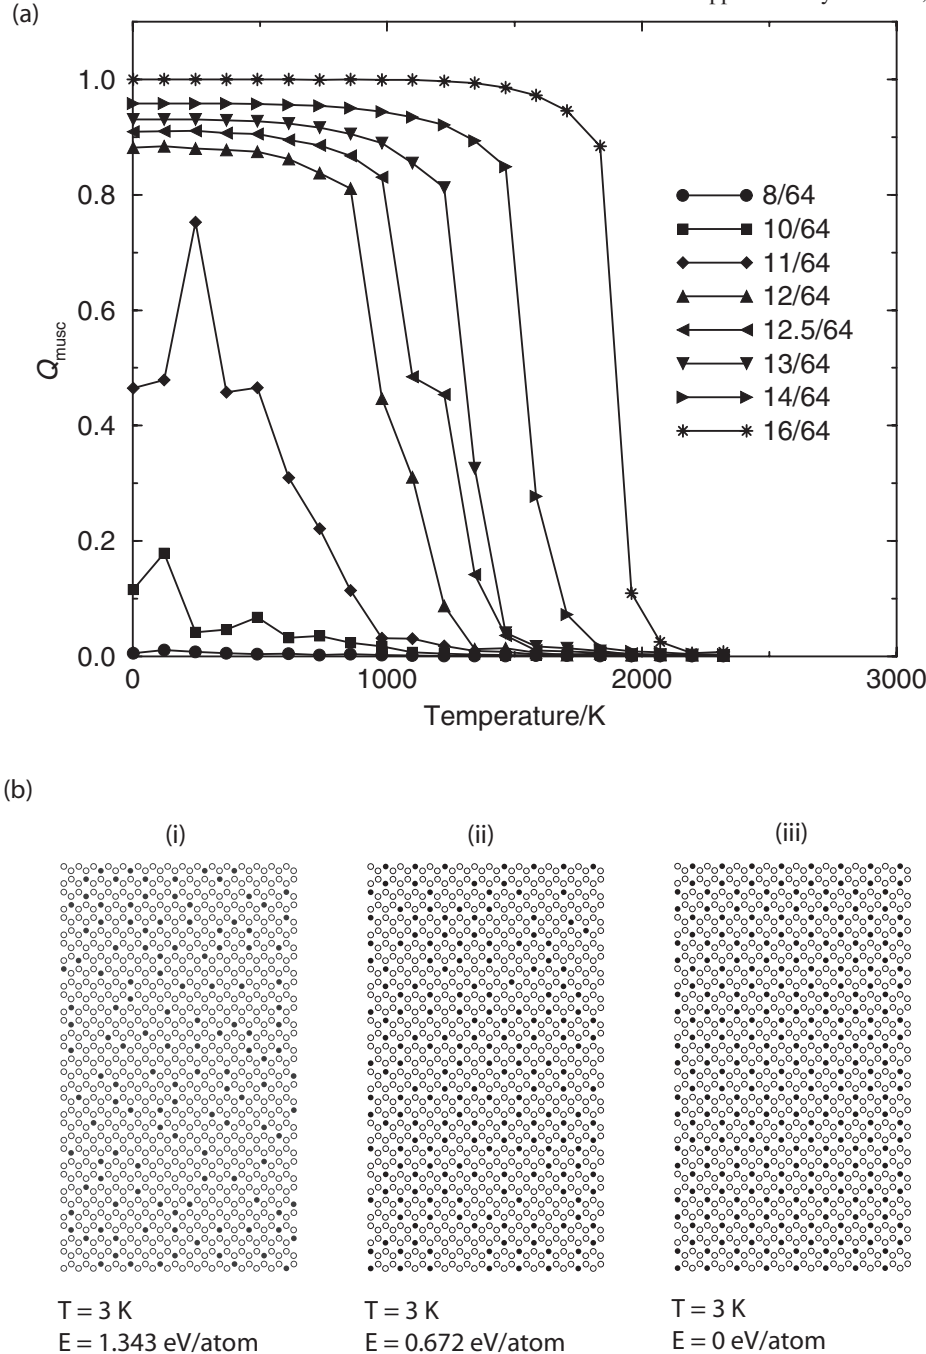 (a)
1.0
0.8
0.6
0.4
0.2
0.0
Qmusc
8/64
10/64
11/64
12/64
12.5/64
13/64
14/64
16/64
0
1000
2000
3000
Temperature/K
(b)
(i)
(ii)
(iii)
T = 3 K
E = 1.343 eV/atom
T = 3 K
E = 0.672 eV/atom
T = 3 K
E = 0 eV/atom